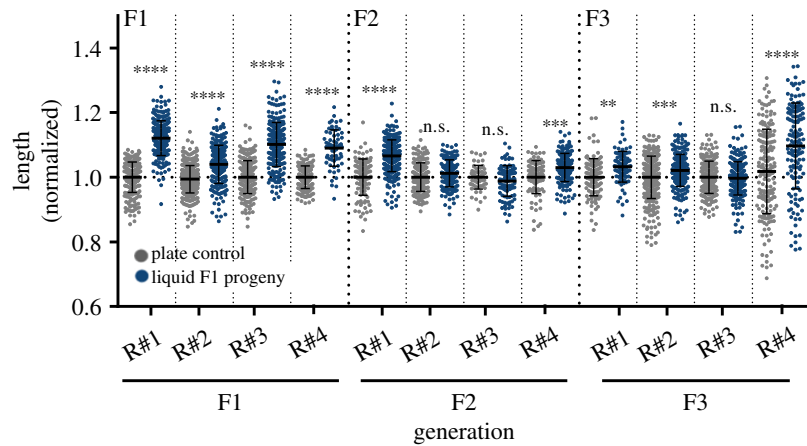 F1 F2 F3
**** **** **** **** **** n.s. n.s. *** ** *** n.s. ****
length
(normalized)
1.4
1.2
1.0
0.8
0.6
plate control
liquid F1 progeny
R#1 R#2 R#3 R#4 R#1 R#2 R#3 R#4 R#1 R#2 R#3 R#4
F1 F2 F3
generation